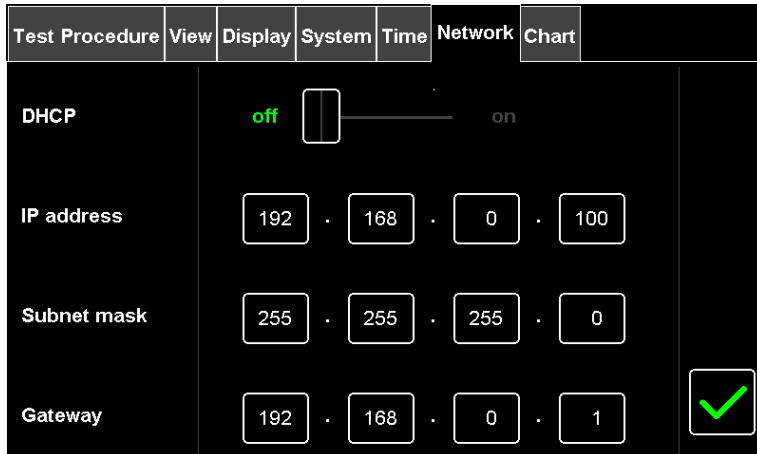 Test Procedure View Display System Time Network Chart
DHCP off on
IP address 192 . 168 . 0 . 100
Subnet mask 255 . 255 . 255 . 0
Gateway 192 . 168 . 0 . 1